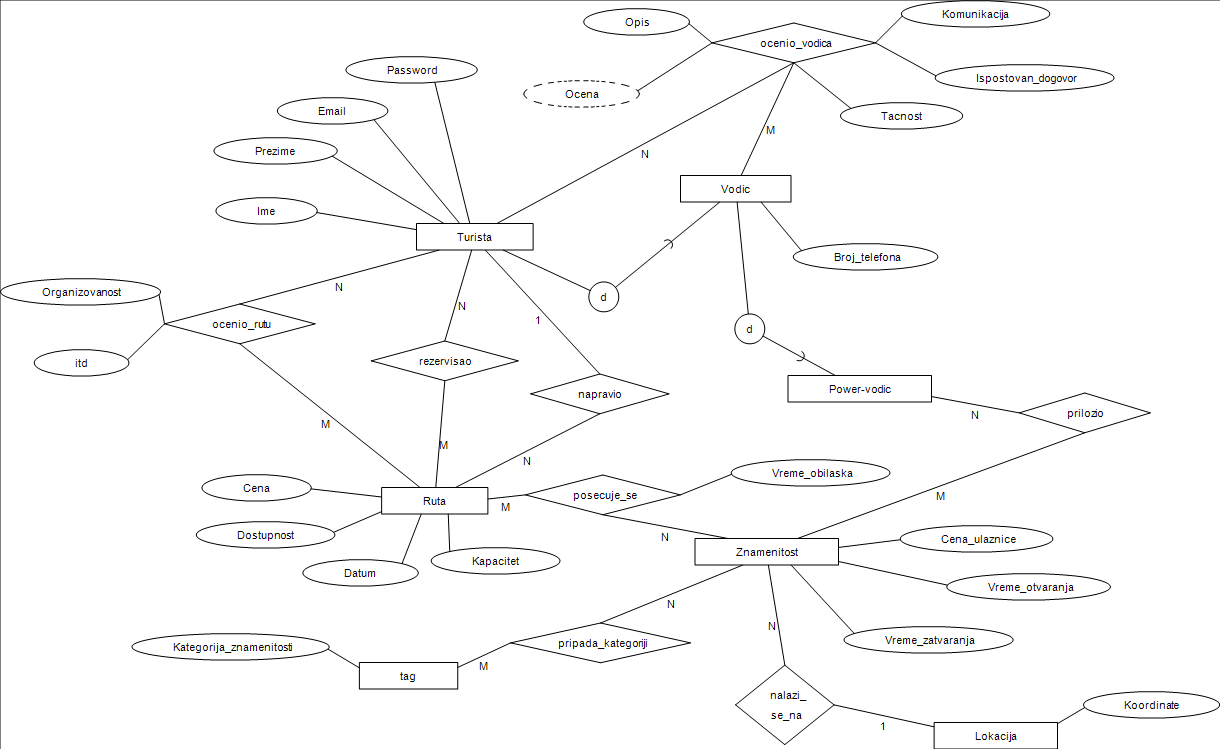 Opis
Komunikacija
ocenio_vodica
Password
Ispostovan_dogovor
Ocena
Email
Tacnost
M
Prezime
N
Vodic
Ime
Turista
Broj_telefona
N
Organizovanost
d
N
1
ocenio_rutu
d
itd
rezervisao
Power-vodic
napravio
N
prilozio
M
M
N
Vreme_obilaska
Cena
Ruta
posecuje_se
M
M
Dostupnost
N
Cena_ulaznice
Znamenitost
Datum
Kapacitet
Vreme_otvaranja
N
N
Vreme_zatvaranja
Kategorija_znamenitosti
pripada_kategoriji
M
tag
nalazi_
se_na
Koordinate
1
Lokacija